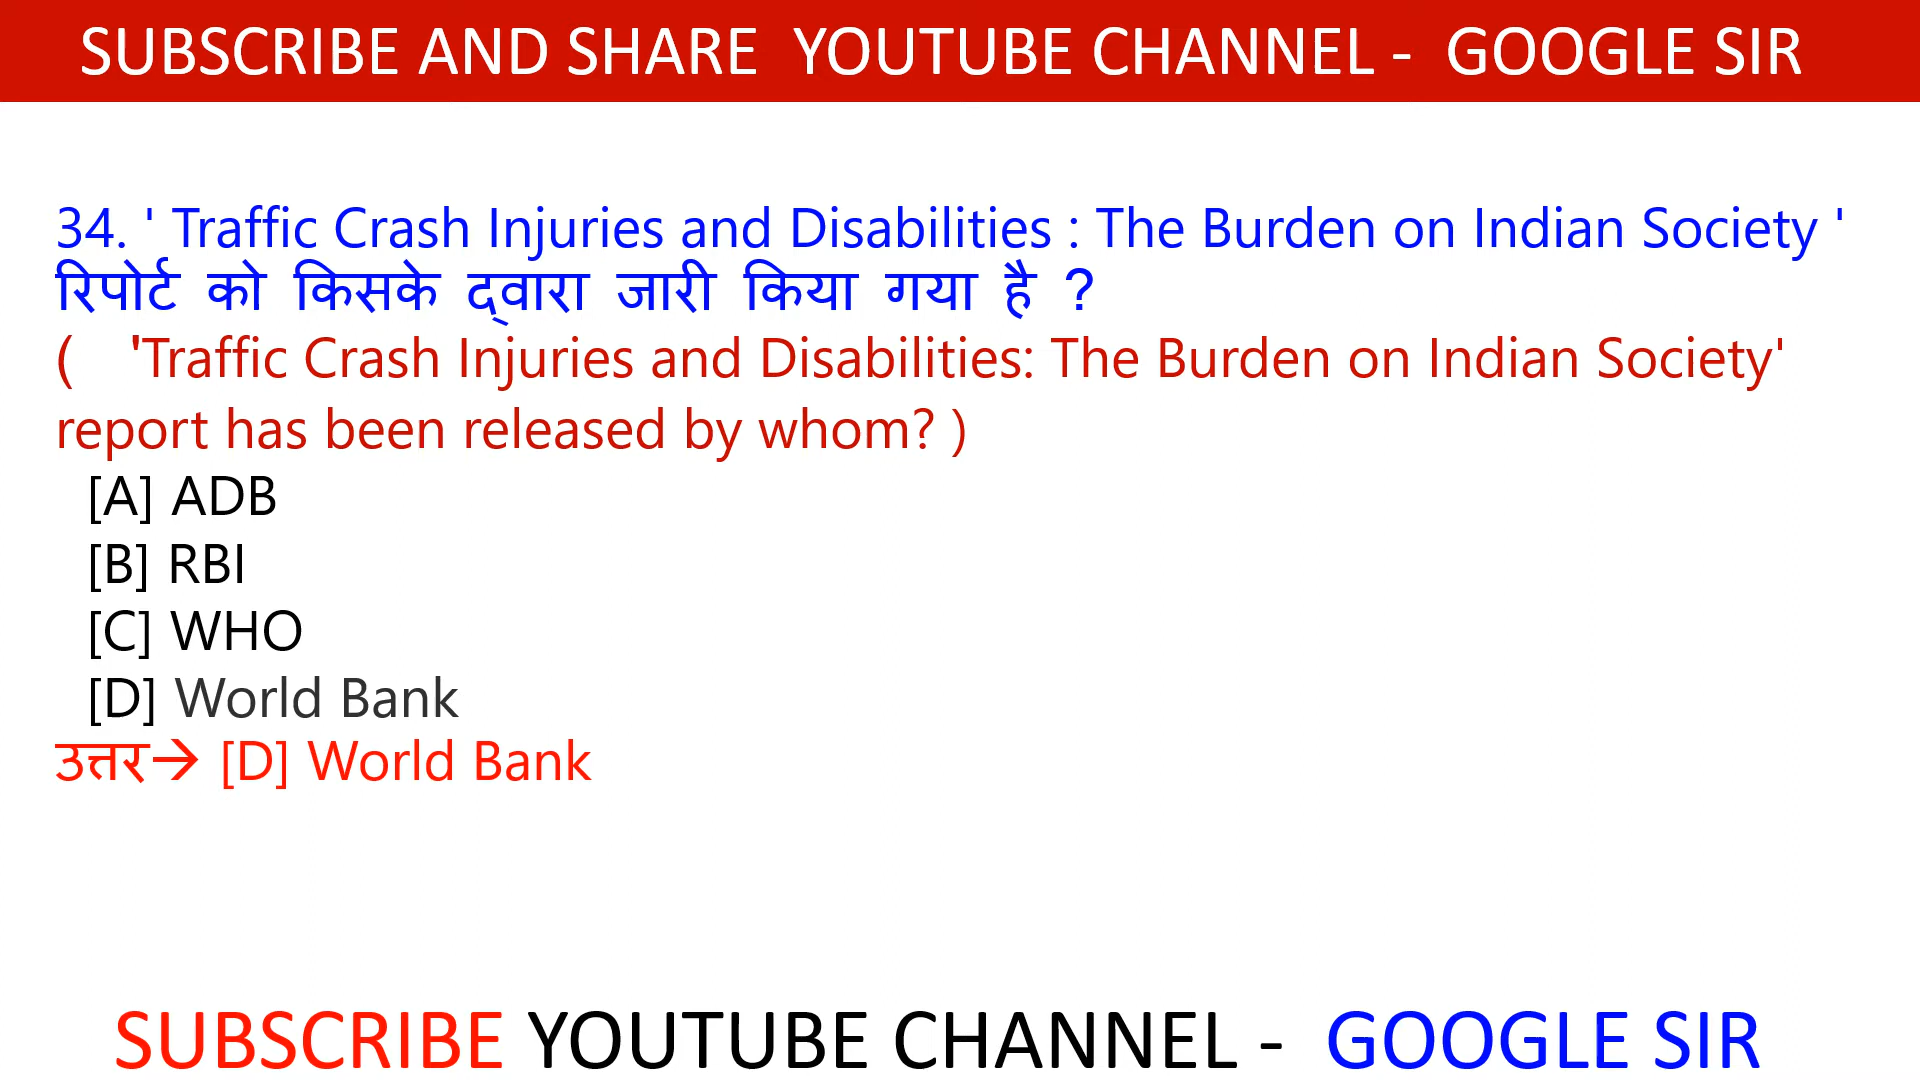 SUBSCRIBE AND SHARE YOUTUBE CHANNEL - GOOGLE SIR
34. ' Traffic Crash Injuries and Disabilities : The Burden on Indian Society '
रिपोर्ट को किसके द्वारा जारी किया गया है ?
( 'Traffic Crash Injuries and Disabilities: The Burden on Indian Society'
report has been released by whom? )
[A] ADB
[B] RBI
[C] WHO
[D] World Bank
उत्तर→ [D] World Bank
SUBSCRIBE YOUTUBE CHANNEL - GOOGLE SIR